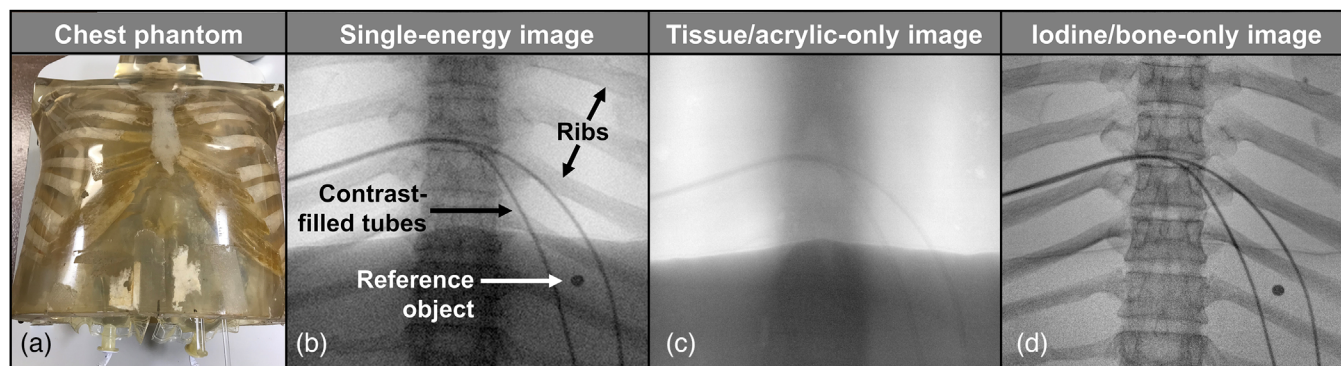 Chest phantom
Single-energy image
Tissue/acrylic-only image
Iodine/bone-only image
Ribs
Contrast-
filled tubes
Reference
object
(a)
(b)
(c)
(d)